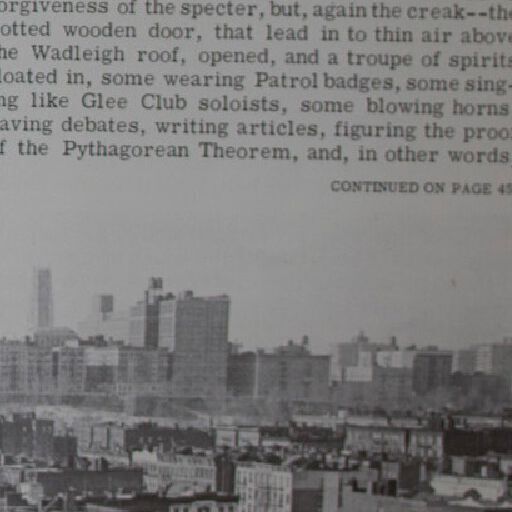 orgiveness of the specter, but, again the creak--the
otted wooden door, that lead in to thin air above
he Wadleigh roof, opened, and a troupe of spirits
loated in, some wearing Patrol badges, some sing-
ng like Glee Club soloists, some blowing horns
aving debates, writing articles, figuring the proof
f the Pythagorean Theorem, and, in other words
CONTINUED ON PAGE 45